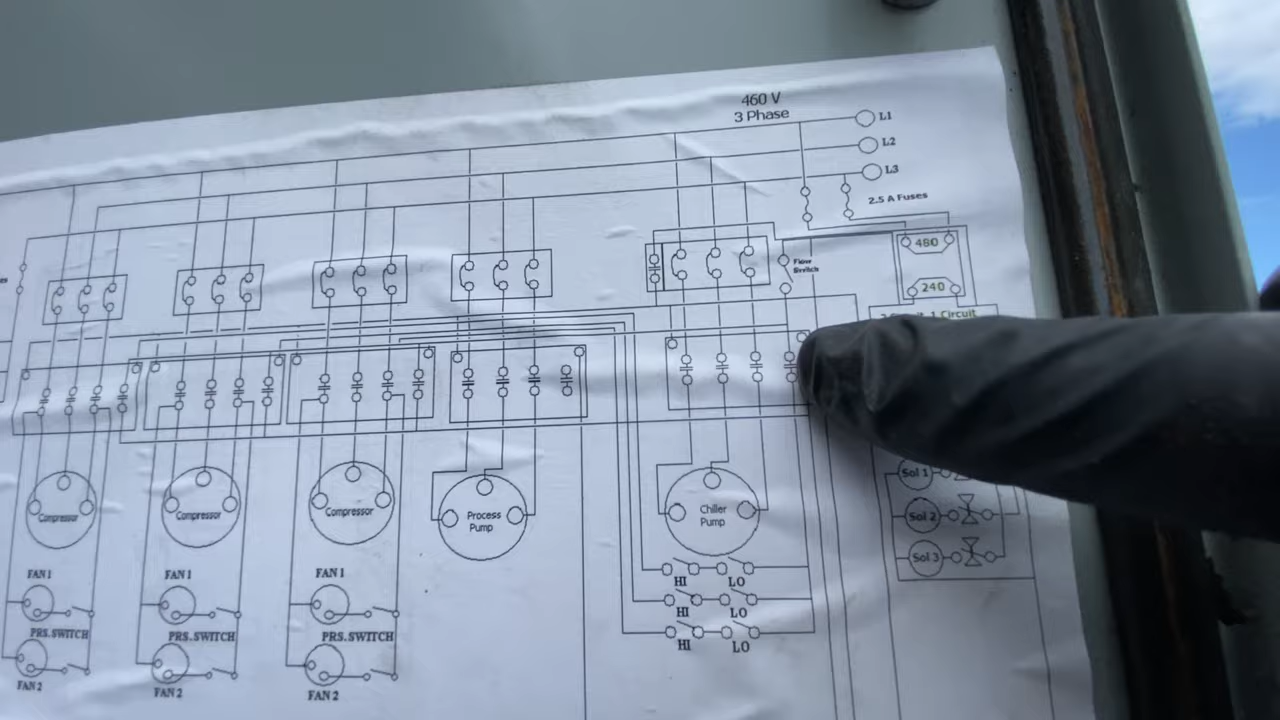 460 V
3 Phase
L1
L2
L3
2.5 A Fuses
480
Flow
Switch
240
1 Circuit
Compressor
Compressor
Compressor
Process
Pump
Chiller
Pump
Sol 1
Sol 2
Sol 3
HI LO
HI LO
HI LO
FAN 1
FAN 1
FAN 1
PRS. SWITCH
PRS. SWITCH
PRS. SWITCH
FAN 2
FAN 2
FAN 2